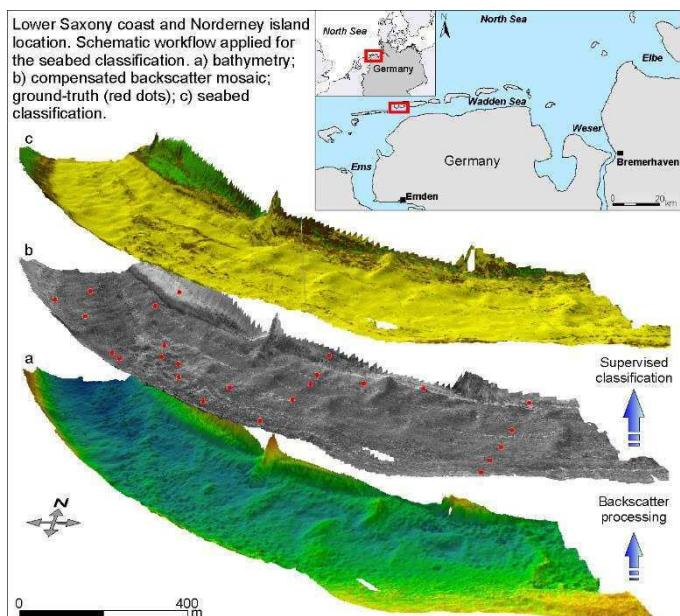 Lower Saxony coast and Norderney island
location. Schematic workflow applied for
the seabed classification. a) bathymetry;
b) compensated backscatter mosaic;
ground-truth (red dots); c) seabed
classification.
North Sea
Germany
N
North Sea
Elbe
Wadden Sea
Weser
Bremerhaven
Germany
Ems
Emden
0 20
km
c
b
a
Supervised
classification
Backscatter
processing
N
0 400
m